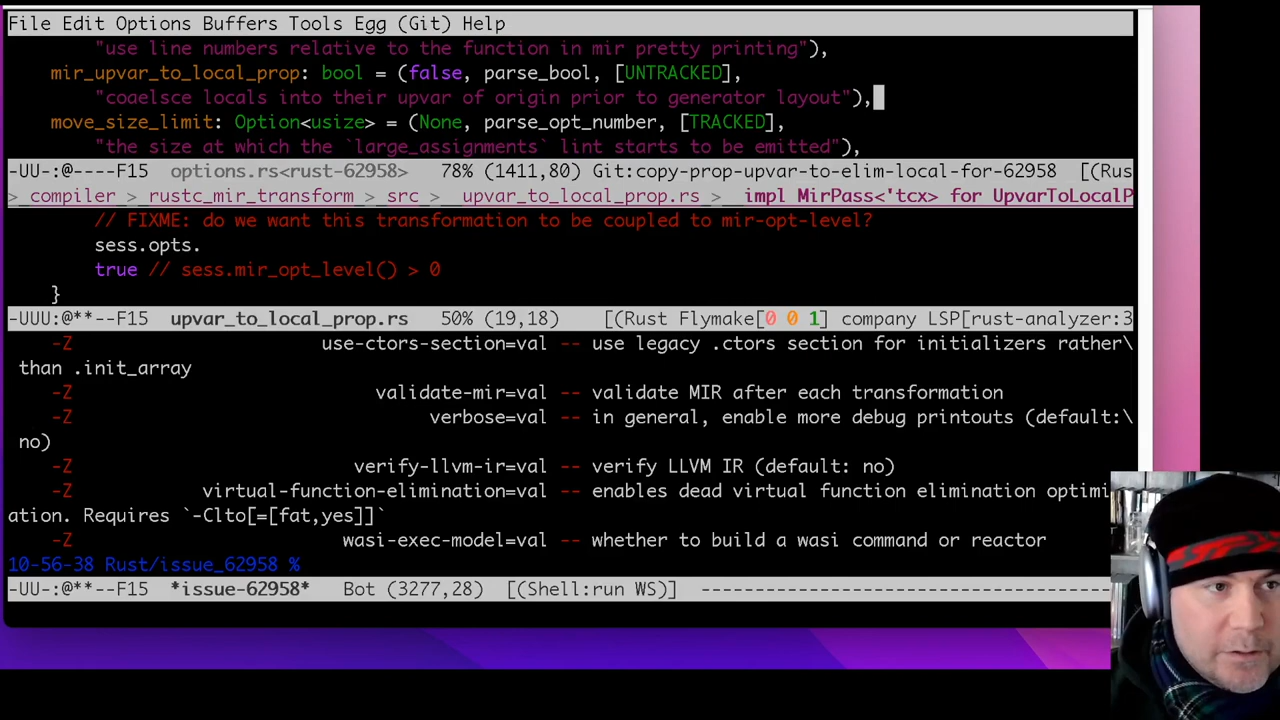 File Edit Options Buffers Tools Egg (Git) Help
"use line numbers relative to the function in mir pretty printing"),
mir_upvar_to_local_prop: bool = (false, parse_bool, [UNTRACKED],
"coaelsce locals into their upvar of origin prior to generator layout"),
move_size_limit: Option<usize> = (None, parse_opt_number, [TRACKED],
"the size at which the `large_assignments` lint starts to be emitted"),
-UU-:@----F15 options.rs<rust-62958> 78% (1411,80) Git:copy-prop-upvar-to-elim-local-for-62958 [(Rus
> compiler > rustc_mir_transform > src > upvar_to_local_prop.rs > impl MirPass<'tcx> for UpvarToLocalP
// FIXME: do we want this transformation to be coupled to mir-opt-level?
sess.opts.
true // sess.mir_opt_level() > 0
}
-UUU:@**--F15 upvar_to_local_prop.rs 50% (19,18) [(Rust Flymake[0 0 1] company LSP[rust-analyzer:3
-Z use-ctors-section=val -- use legacy .ctors section for initializers rather\
than .init_array
-Z validate-mir=val -- validate MIR after each transformation
-Z verbose=val -- in general, enable more debug printouts (default:\
no)
-Z verify-llvm-ir=val -- verify LLVM IR (default: no)
-Z virtual-function-elimination=val -- enables dead virtual function elimination optimi
ation. Requires `-Clto[=[fat,yes]]`
-Z wasi-exec-model=val -- whether to build a wasi command or reactor
10-56-38 Rust/issue_62958 %
-UU-:@**--F15 *issue-62958* Bot (3277,28) [(Shell:run WS)] --------------------------------------